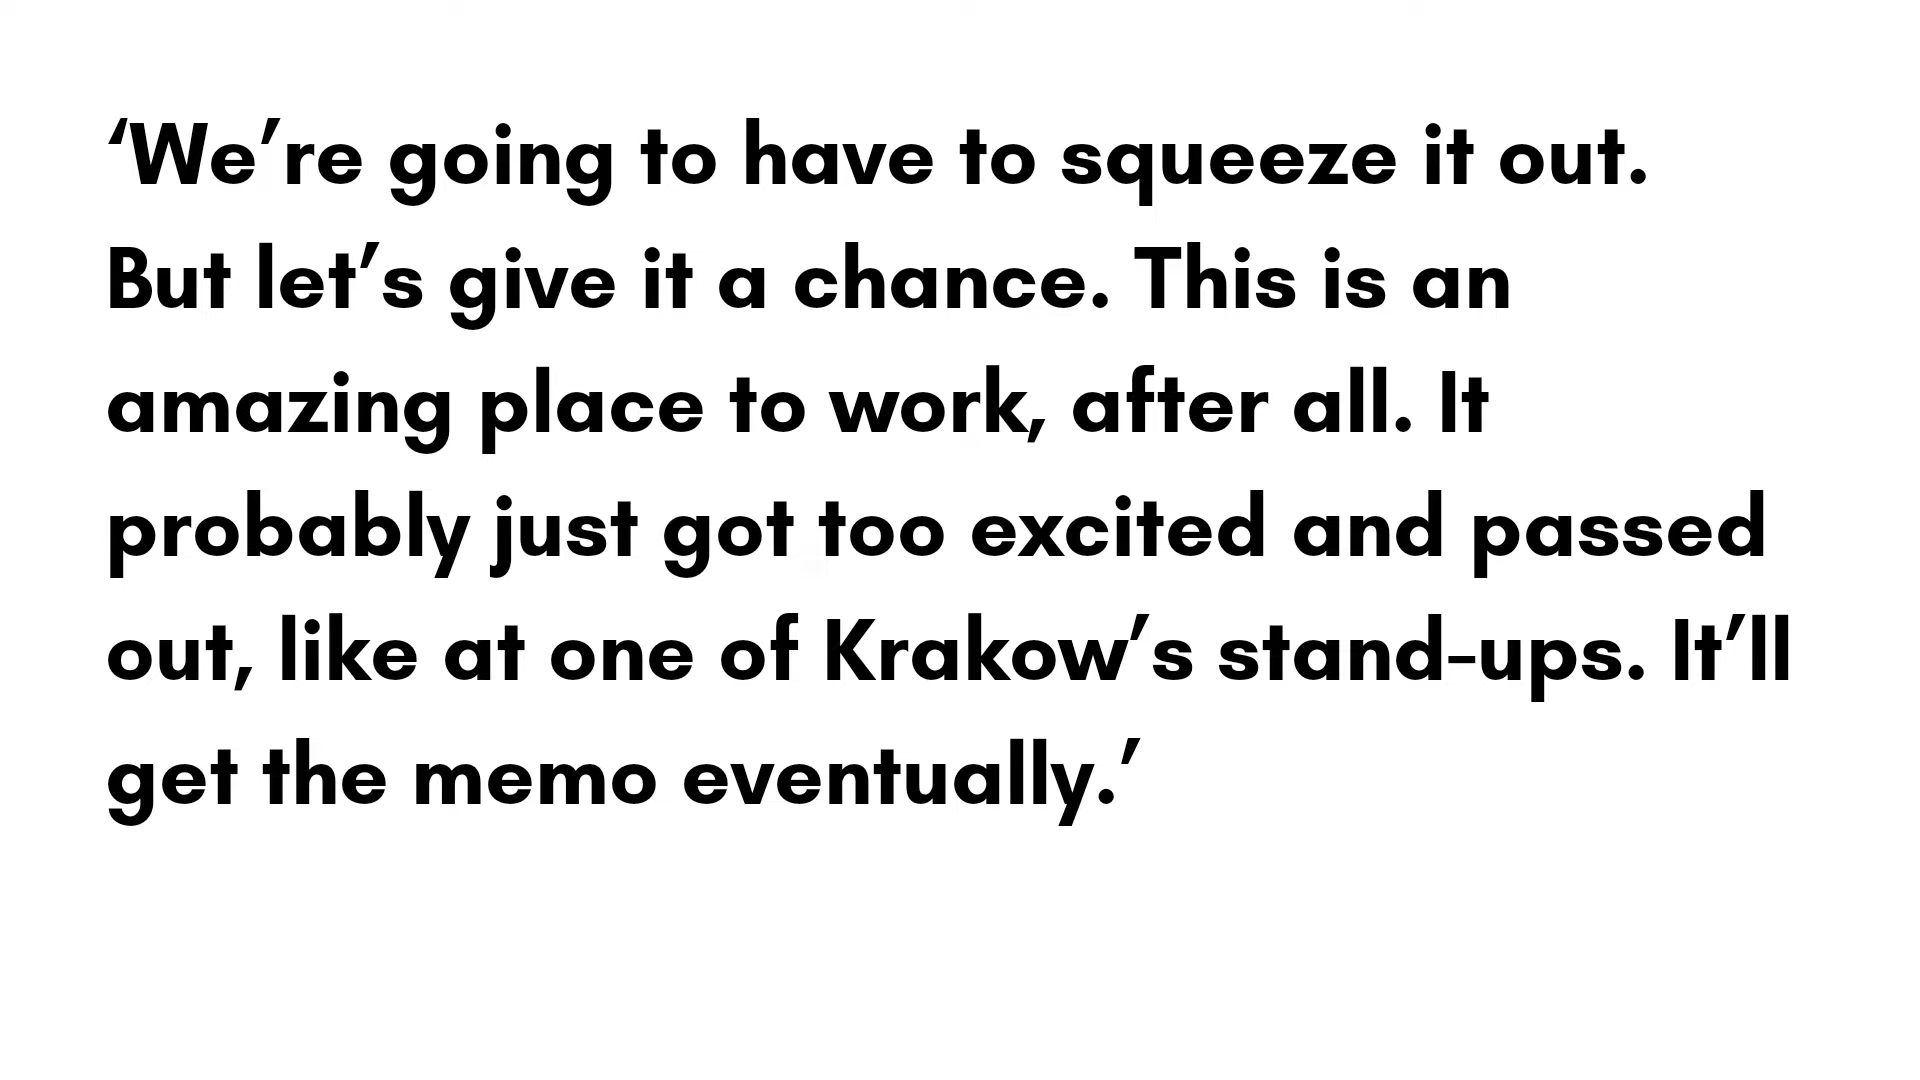 ‘We’re going to have to squeeze it out.
But let’s give it a chance. This is an
amazing place to work, after all. It
probably just got too excited and passed
out, like at one of Krakow’s stand-ups. It’ll
get the memo eventually.’